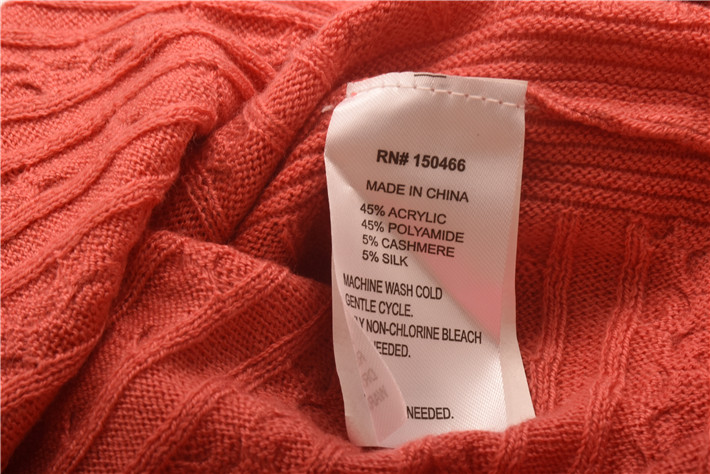 RN# 150466
MADE IN CHINA
45% ACRYLIC
45% POLYAMIDE
5% CASHMERE
5% SILK
MACHINE WASH COLD
GENTLE CYCLE.
NON-CHLORINE BLEACH
NEEDED.